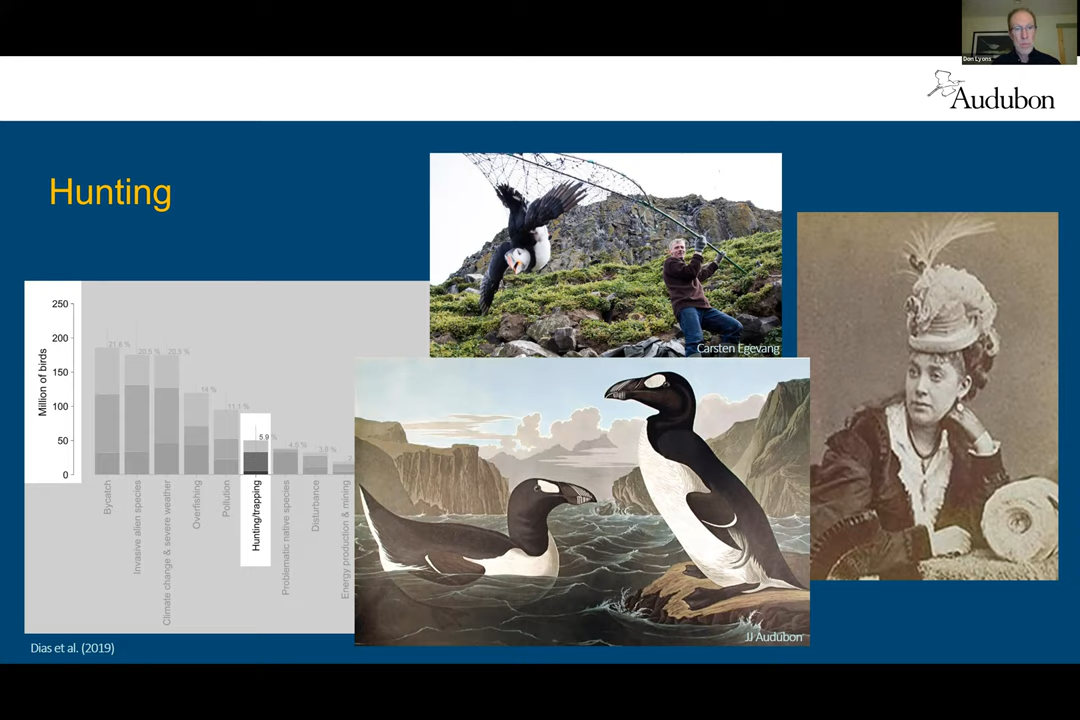 Don Lyons
Audubon
Hunting
Carsten Egevang
250
200
150
100
50
0
Million of birds
21.6 %
20.5 %
20.5 %
14 %
11.1 %
5.9
4.5 %
3.8 %
2
Bycatch
Invasive alien species
Climate change & severe weather
Overfishing
Pollution
Hunting/trapping
Problematic native species
Disturbance
Energy production & mining
JJ Audubon
Dias et al. (2019)